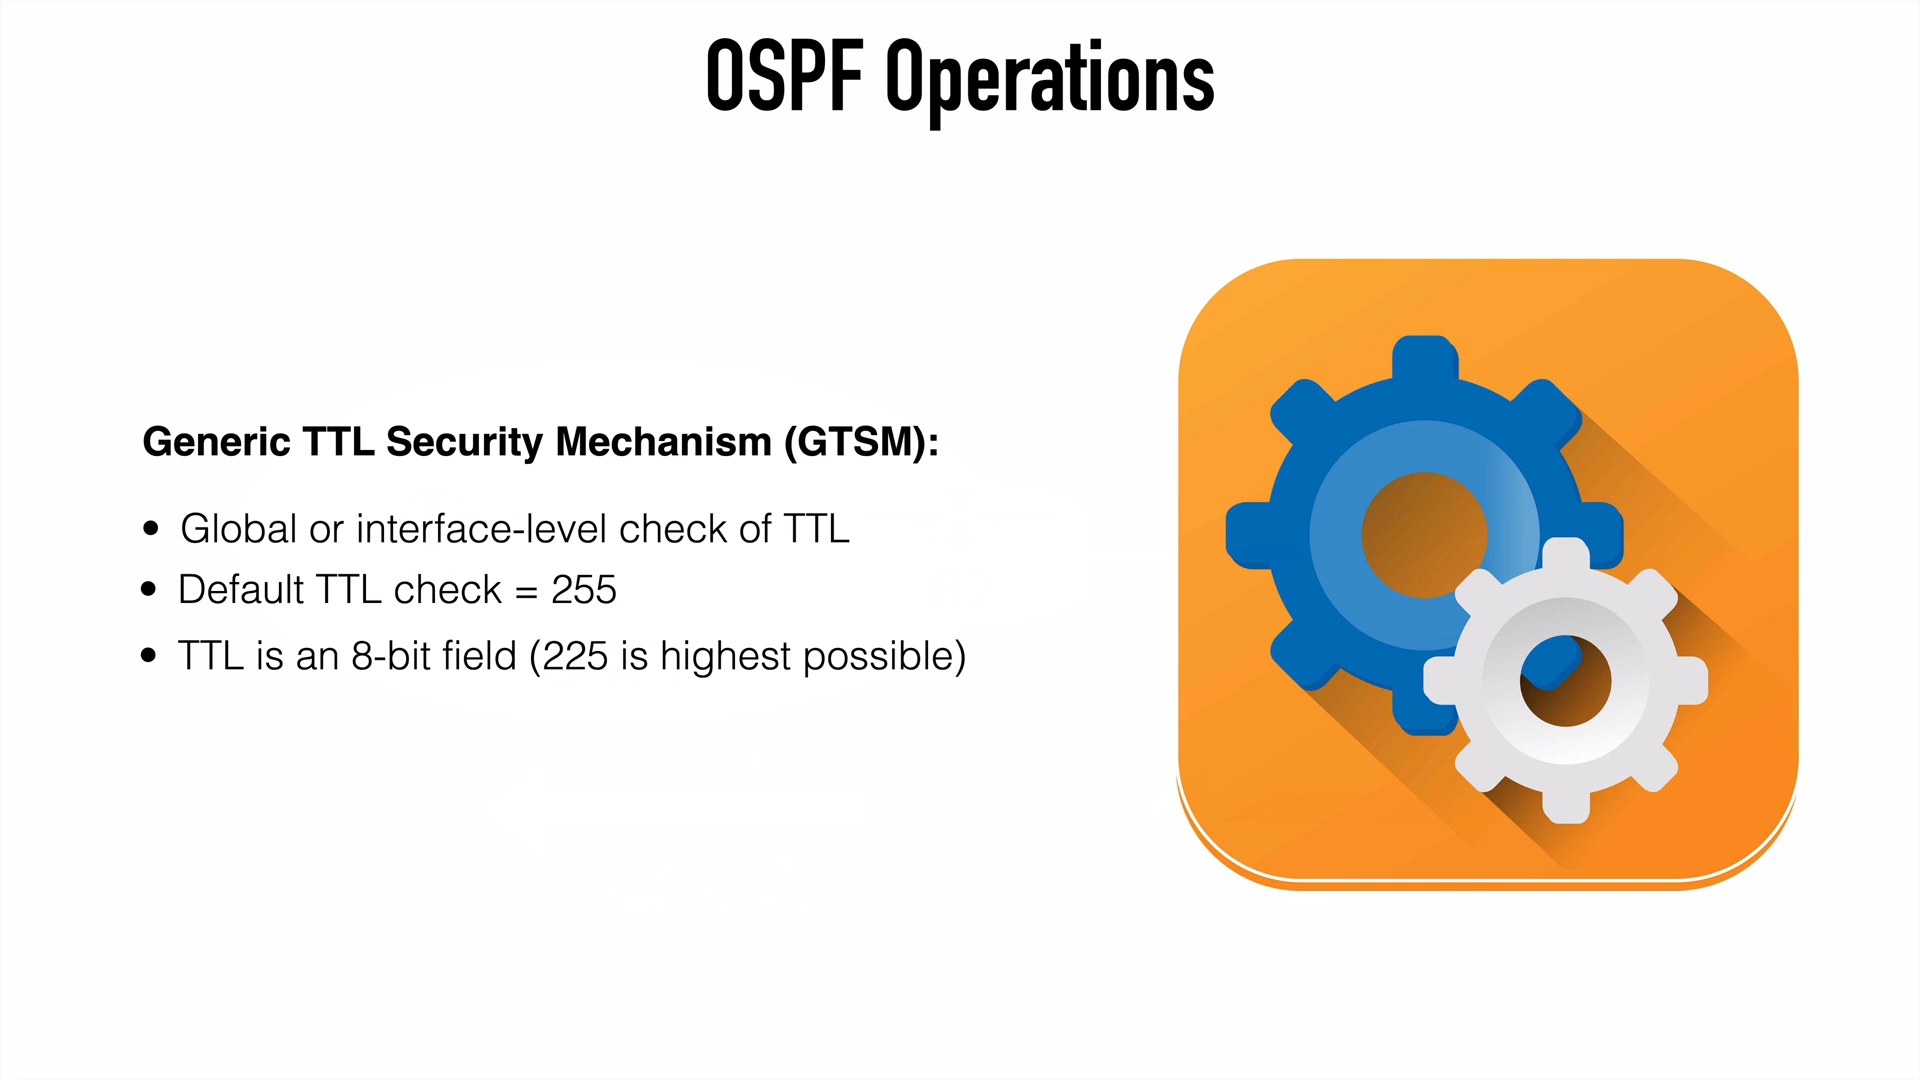 OSPF Operations
Generic TTL Security Mechanism (GTSM):
• Global or interface-level check of TTL
• Default TTL check = 255
• TTL is an 8-bit field (225 is highest possible)